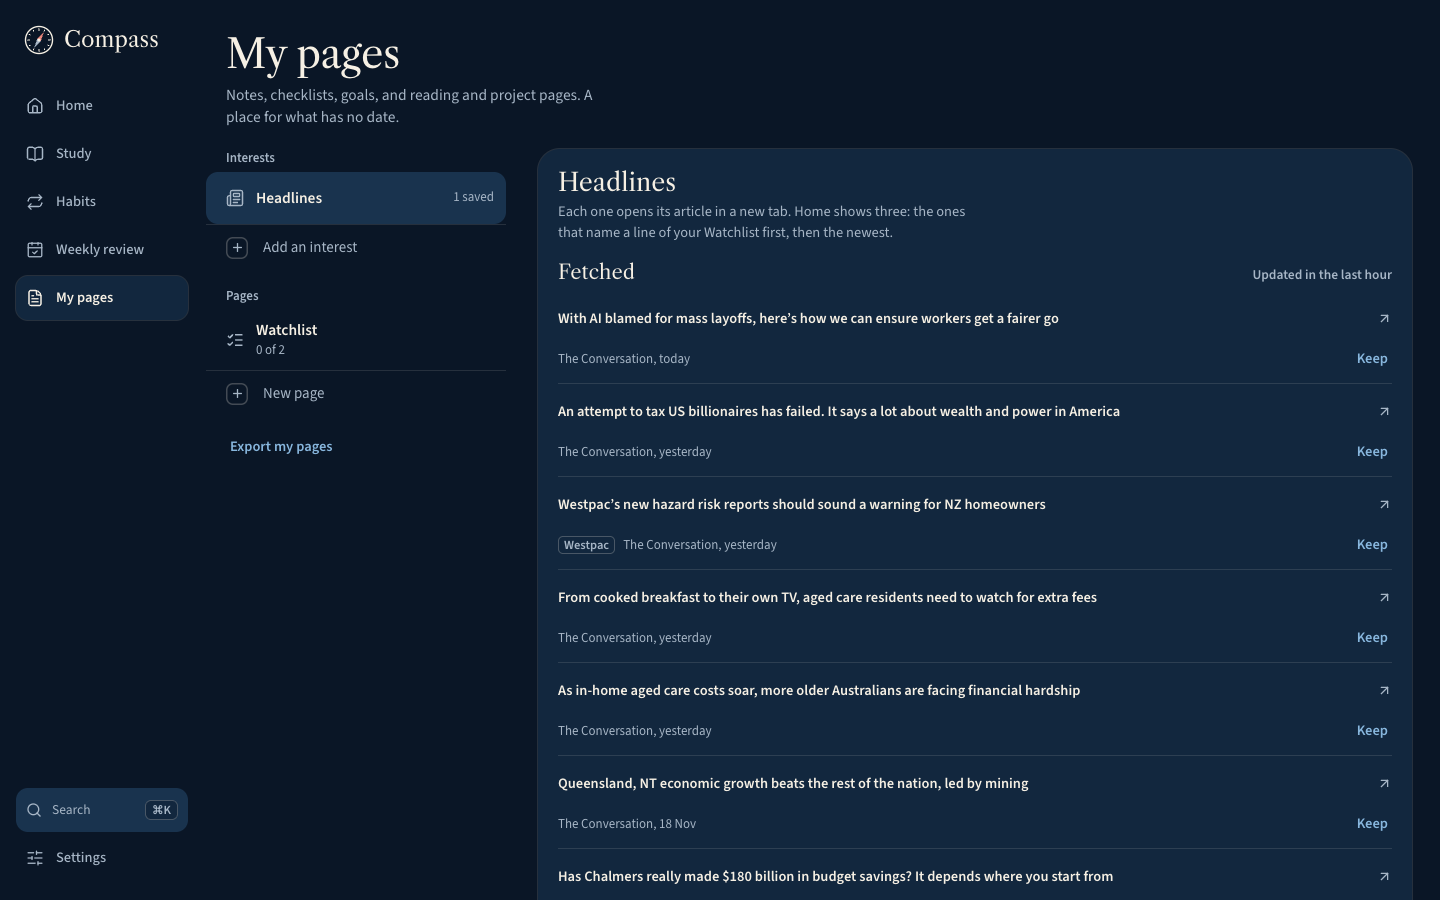 Compass
Home
Study
Habits
Weekly review
My pages
Search
⌘K
Settings
My pages
Notes, checklists, goals, and reading and project pages. A
place for what has no date.
Interests
Headlines
1 saved
Add an interest
Pages
Watchlist
0 of 2
New page
Export my pages
Headlines
Each one opens its article in a new tab. Home shows three: the ones
that name a line of your Watchlist first, then the newest.
Fetched
Updated in the last hour
With AI blamed for mass layoffs, here’s how we can ensure workers get a fairer go
The Conversation, today
Keep
An attempt to tax US billionaires has failed. It says a lot about wealth and power in America
The Conversation, yesterday
Keep
Westpac’s new hazard risk reports should sound a warning for NZ homeowners
Westpac
The Conversation, yesterday
Keep
From cooked breakfast to their own TV, aged care residents need to watch for extra fees
The Conversation, yesterday
Keep
As in-home aged care costs soar, more older Australians are facing financial hardship
The Conversation, yesterday
Keep
Queensland, NT economic growth beats the rest of the nation, led by mining
The Conversation, 18 Nov
Keep
Has Chalmers really made $180 billion in budget savings? It depends where you start from